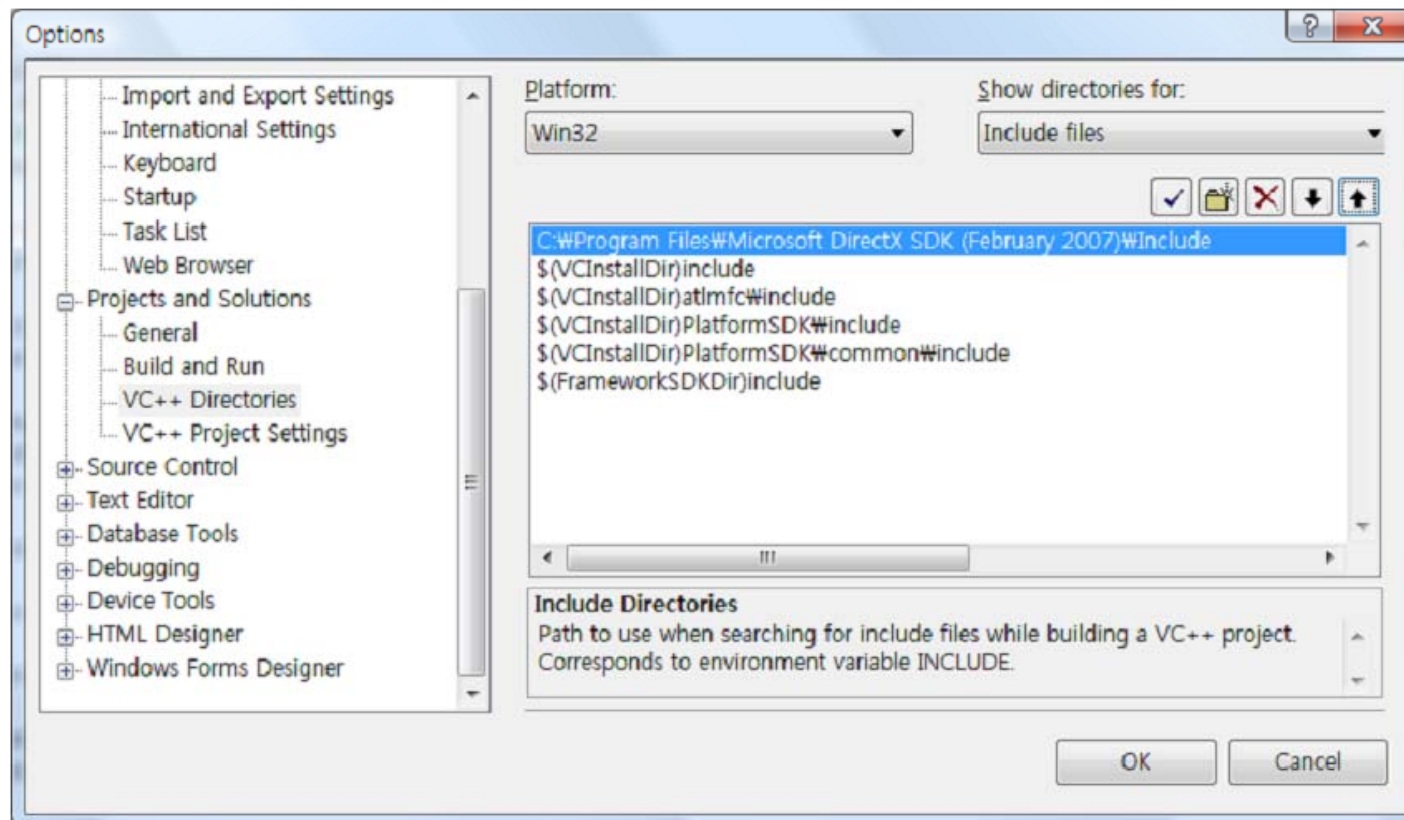 Options
Import and Export Settings
International Settings
Keyboard
Startup
Task List
Web Browser
Projects and Solutions
General
Build and Run
VC++ Directories
VC++ Project Settings
Source Control
Text Editor
Database Tools
Debugging
Device Tools
HTML Designer
Windows Forms Designer
Platform:
Win32
Show directories for:
Include files
C:₩Program Files₩Microsoft DirectX SDK (February 2007)₩Include
$(VCInstallDir)include
$(VCInstallDir)atlmfc₩include
$(VCInstallDir)PlatformSDK₩include
$(VCInstallDir)PlatformSDK₩common₩include
$(FrameworkSDKDir)include
Include Directories
Path to use when searching for include files while building a VC++ project.
Corresponds to environment variable INCLUDE.
OK
Cancel